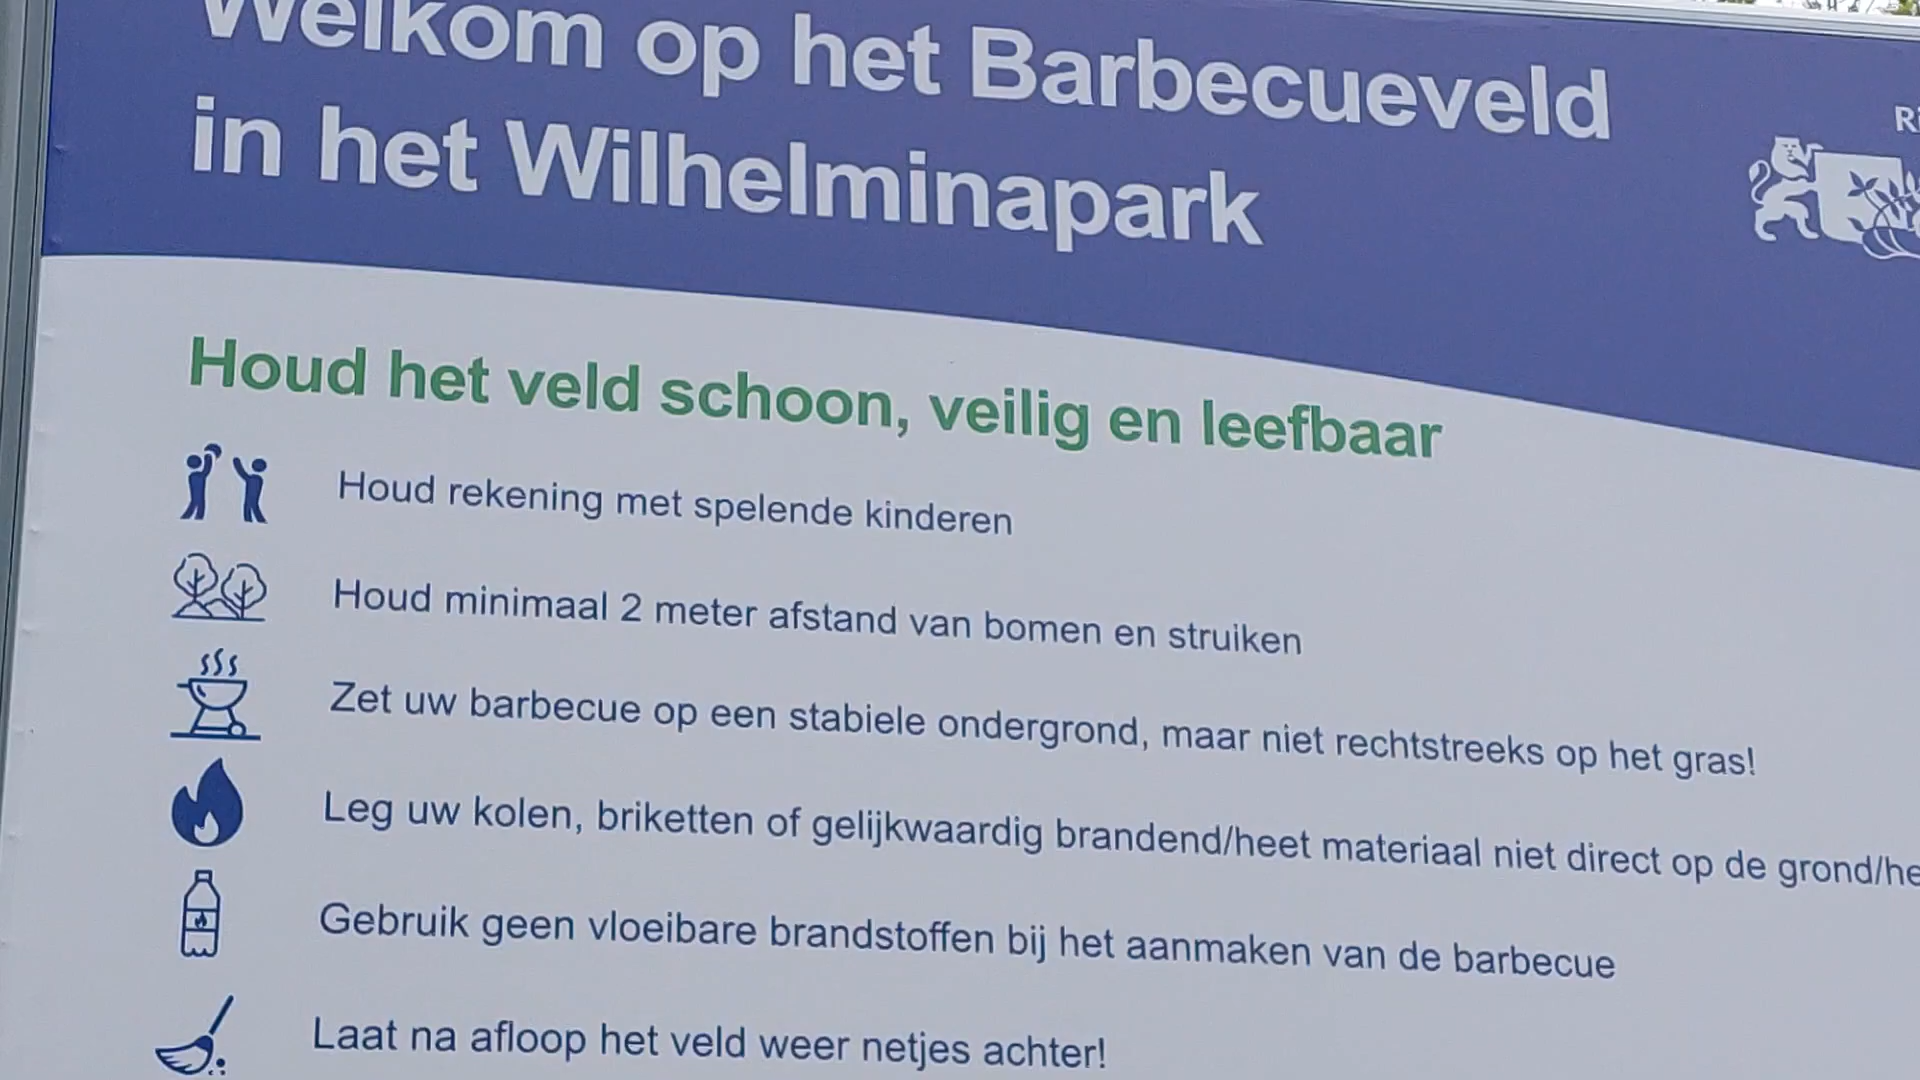 Welkom op het Barbecueveld
in het Wilhelminapark
Houd het veld schoon, veilig en leefbaar
Houd rekening met spelende kinderen
Houd minimaal 2 meter afstand van bomen en struiken
Zet uw barbecue op een stabiele ondergrond, maar niet rechtstreeks op het gras!
Leg uw kolen, briketten of gelijkwaardig brandend/heet materiaal niet direct op de grond/
Gebruik geen vloeibare brandstoffen bij het aanmaken van de barbecue
Laat na afloop het veld weer netjes achter!